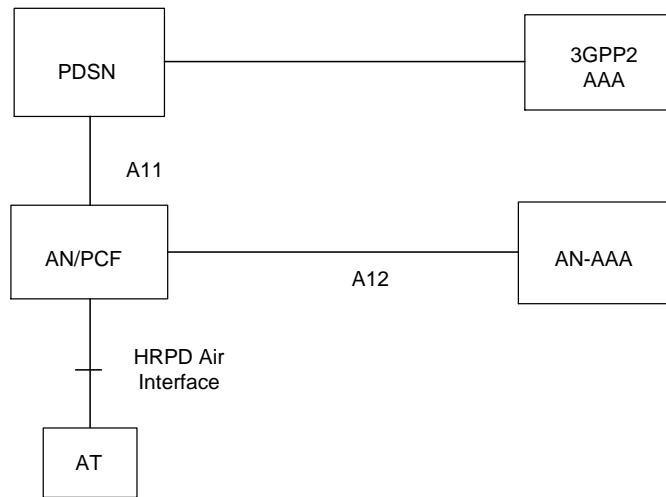 PDSN
3GPP2
AAA
A11
AN/PCF
A12
AN-AAA
HRPD Air
Interface
AT